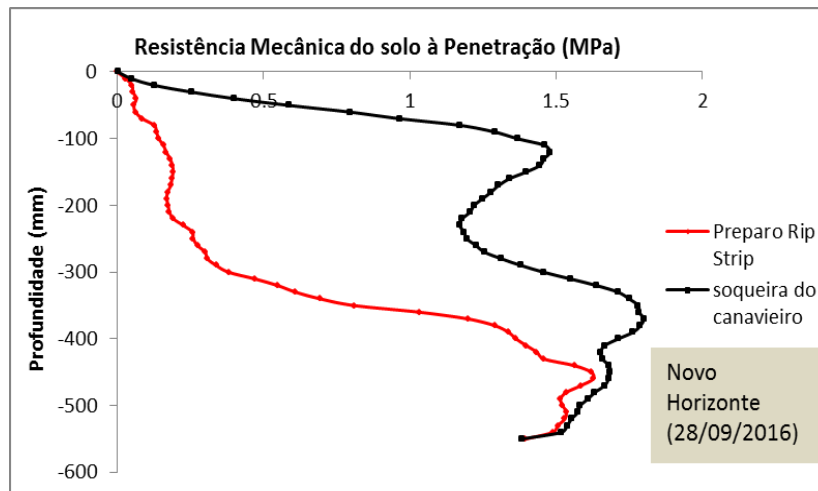 Resistência Mecânica do solo à Penetração (MPa)
0
0.5
1
1.5
2
0
-100
-200
-300
-400
-500
-600
Profundidade (mm)
Preparo Rip
Strip
soqueira do
canavieiro
Novo
Horizonte
(28/09/2016)